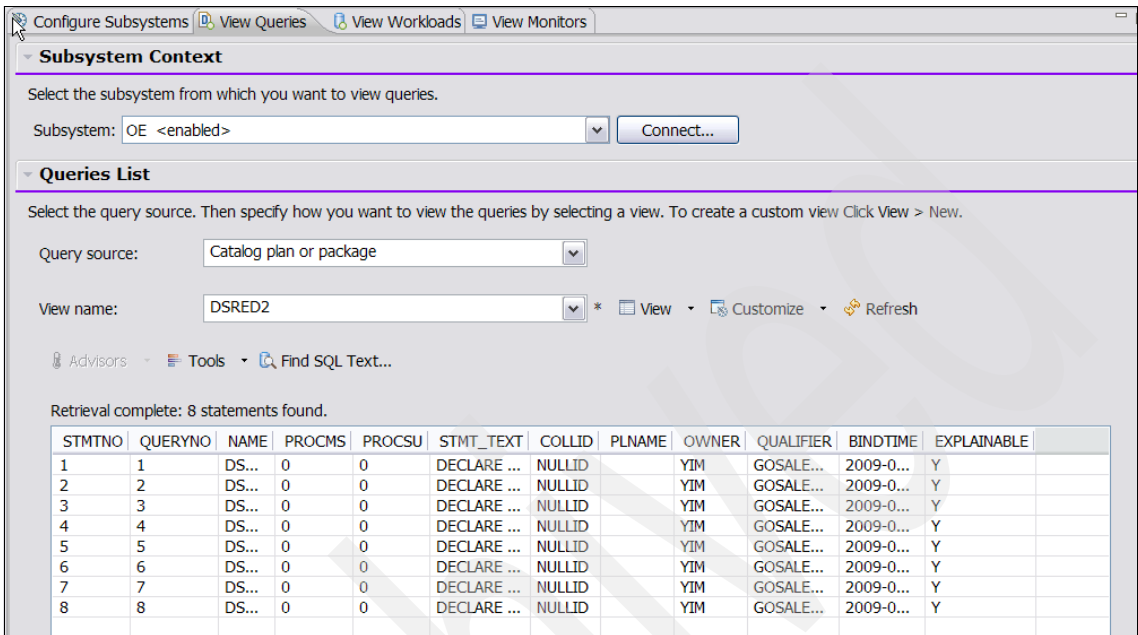 Configure Subsystems View Queries View Workloads View Monitors
Subsystem Context
Select the subsystem from which you want to view queries.
Subsystem: OE <enabled> Connect...
Queries List
Select the query source. Then specify how you want to view the queries by selecting a view. To create a custom view Click View > New.
Query source: Catalog plan or package
View name: DSRED2 * View Customize Refresh
Advisors Tools Find SQL Text...
Retrieval complete: 8 statements found.
STMTNO QUERYNO NAME PROCMS PROCSU STMT_TEXT COLLID PLNAME OWNER QUALIFIER BINDTIME EXPLAINABLE
1 1 DS... 0 0 DECLARE ... NULLID YIM GOSALE... 2009-0... Y
2 2 DS... 0 0 DECLARE ... NULLID YIM GOSALE... 2009-0... Y
3 3 DS... 0 0 DECLARE ... NULLID YIM GOSALE... 2009-0... Y
4 4 DS... 0 0 DECLARE ... NULLID YIM GOSALE... 2009-0... Y
5 5 DS... 0 0 DECLARE ... NULLID YIM GOSALE... 2009-0... Y
6 6 DS... 0 0 DECLARE ... NULLID YIM GOSALE... 2009-0... Y
7 7 DS... 0 0 DECLARE ... NULLID YIM GOSALE... 2009-0... Y
8 8 DS... 0 0 DECLARE ... NULLID YIM GOSALE... 2009-0... Y